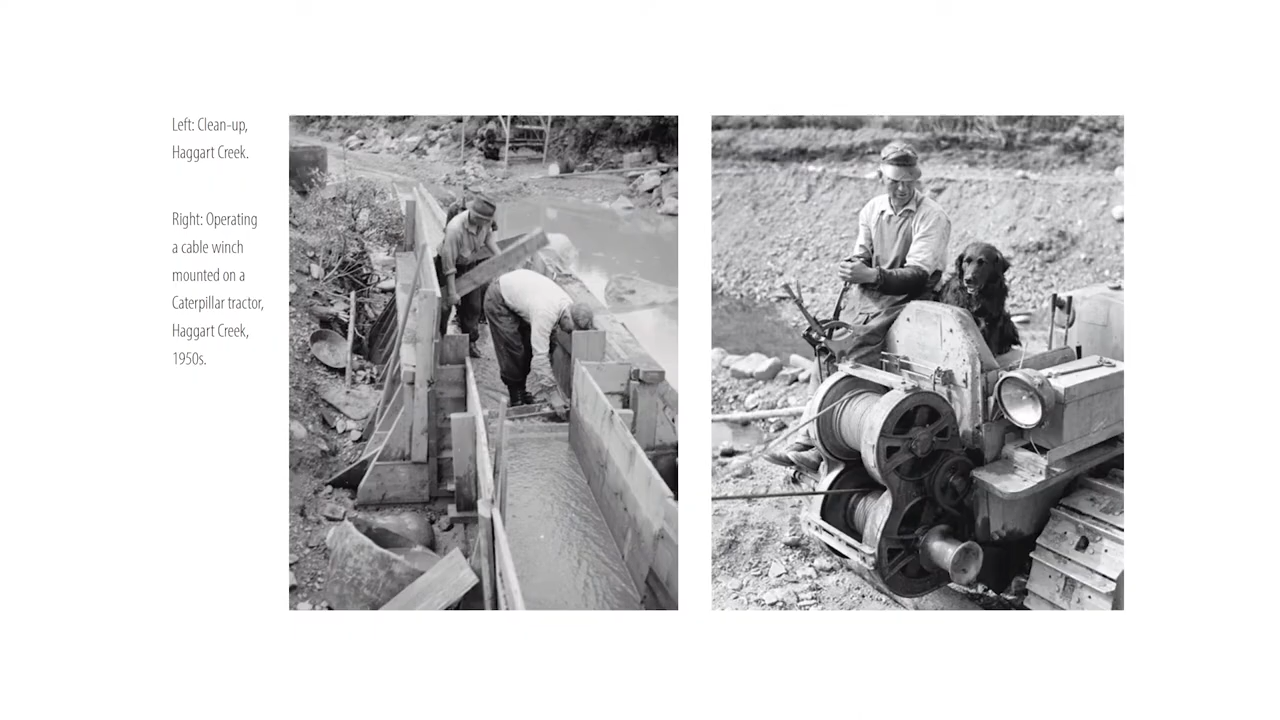 Left: Clean-up,
Haggart Creek.
Right: Operating
a cable winch
mounted on a
Caterpillar tractor,
Haggart Creek,
1950s.